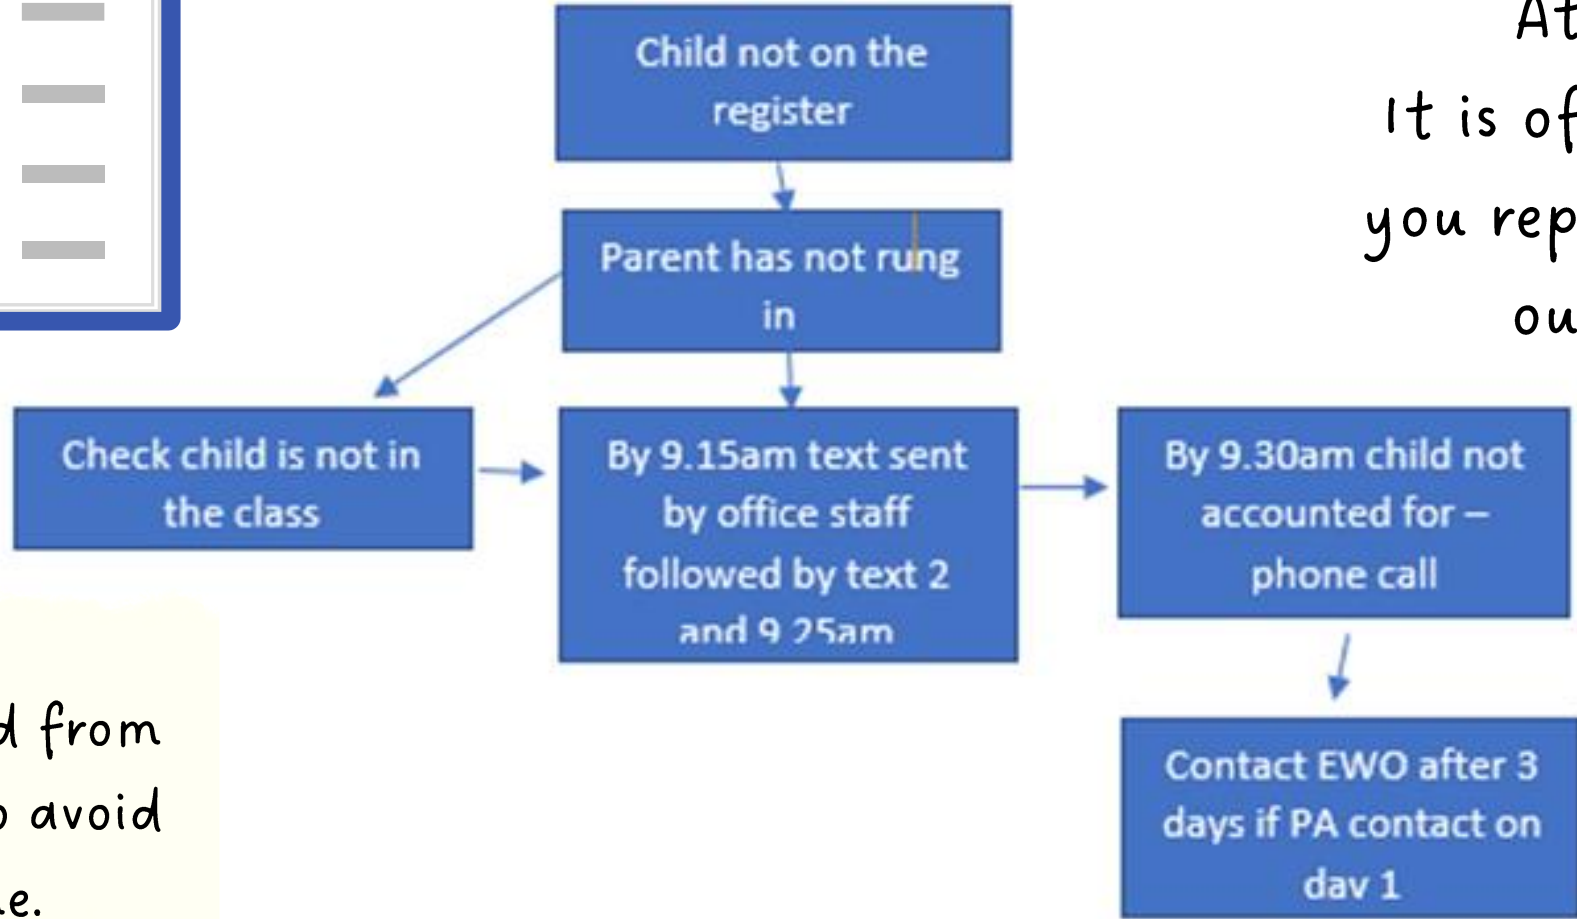 Child not on the
register
Parent has not rung
in
Check child is not in
the class
By 9.15am text sent
by office staff
followed by text 2
and 9.25am
By 9.30am child not
accounted for –
phone call
Contact EWO after 3
days if PA contact on
day 1
At
It is of
you rep
ou
d from
o avoid
e.